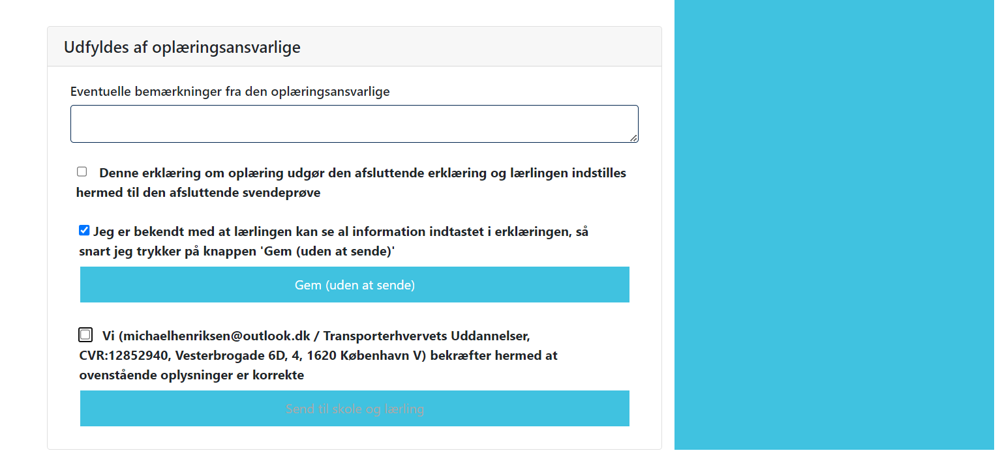 Udfyldes af oplæringsansvarlige
Eventuelle bemærkninger fra den oplæringsansvarlige
Denne erklæring om oplæring udgør den afsluttende erklæring og lærlingen indstilles
hermed til den afsluttende svendeprøve
Jeg er bekendt med at lærlingen kan se al information indtastet i erklæringen, så
snart jeg trykker på knappen 'Gem (uden at sende)'
Gem (uden at sende)
Vi (michaelhenriksen@outlook.dk / Transporterhvervets Uddannelser,
CVR:12852940, Vesterbrogade 6D, 4, 1620 København V) bekræfter hermed at
ovenstående oplysninger er korrekte
Send til skole og lærling